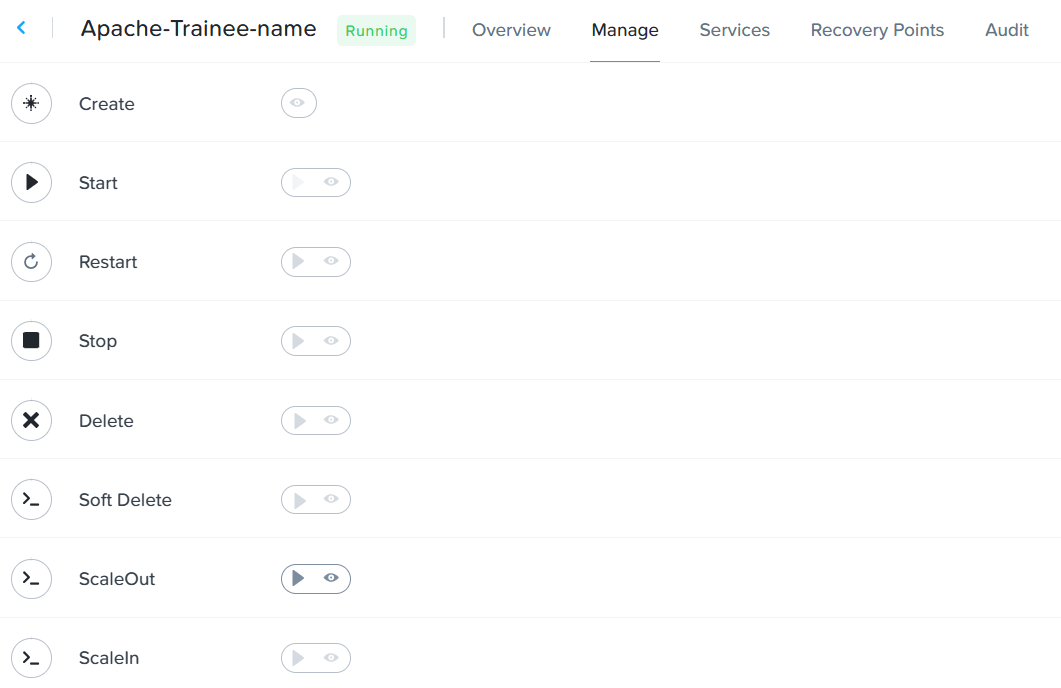 Apache-Trainee-name Running Overview Manage Services Recovery Points Audit
Create
Start
Restart
Stop
Delete
Soft Delete
ScaleOut
ScaleIn